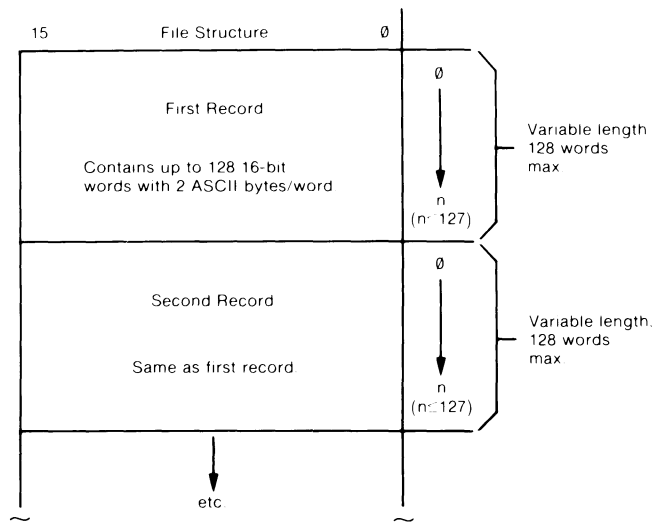 15 File Structure Ø
First Record
Contains up to 128 16-bit
words with 2 ASCII bytes/word
Ø
n
(n≤127)
Variable length
128 words
max
Second Record
Same as first record.
Ø
n
(n≤127)
Variable length.
128 words
max.
etc.